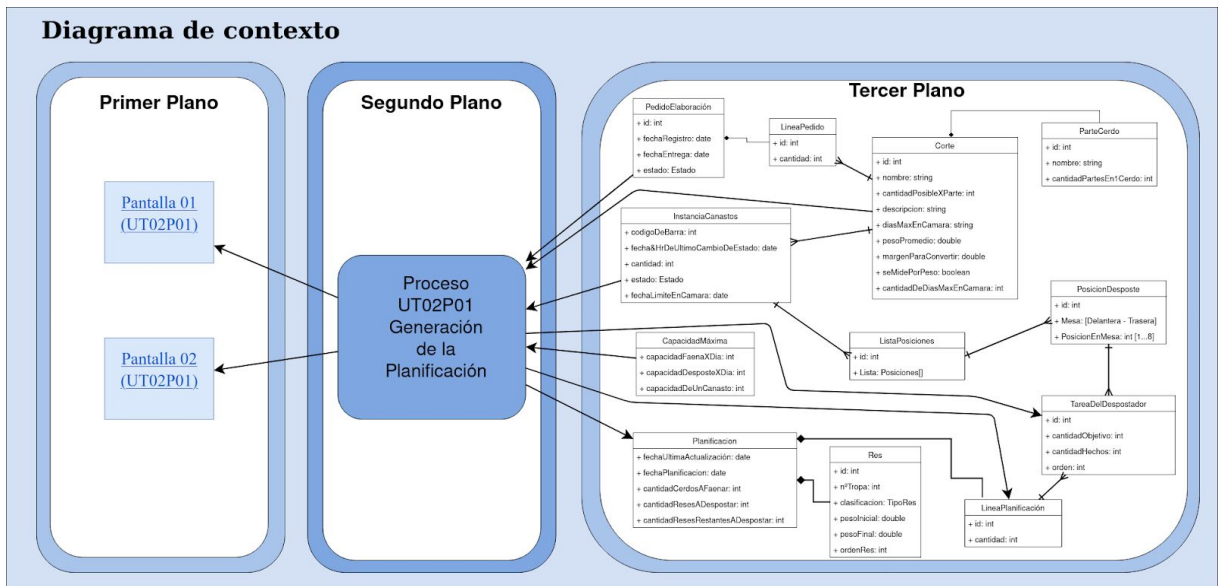 Diagrama de contexto
Primer Plano
Pantalla 01
(UT02P01)
Pantalla 02
(UT02P01)
Segundo Plano
Proceso
UT02P01
Generación
de la
Planificación
Tercer Plano
PedidoElaboración
+ id: int
+ fechaRegistro: date
+ fechaEntrega: date
+ estado: Estado
LineaPedido
+ id: int
+ cantidad: int
Corte
+ id: int
+ nombre: string
+ cantidadPosibleXParte: int
+ descripcion: string
+ diasMaxEnCamara: string
+ pesoPromedio: double
+ margenParaConvertir: double
+ seMidePorPeso: boolean
+ cantidadDeDiasMaxEnCamara: int
ParteCerdo
+ id: int
+ nombre: string
+ cantidadPartesEn1Cerdo: int
InstanciaCanastos
+ codigoDeBarra: int
+ fecha&HrDeUltimoCambioDeEstado: date
+ cantidad: int
+ estado: Estado
+ fechaLimiteEnCamara: date
CapacidadMáxima
+ capacidadFaenaXDia: int
+ capacidadDesposteXDia: int
+ capacidadDeUnCanasto: int
ListaPosiciones
+ id: int
+ Lista: Posiciones[]
PosicionDesposte
+ id: int
+ Mesa: [Delantera - Trasera]
+ PosicionEnMesa: int [1...8]
TareaDelDespostador
+ id: int
+ cantidadObjetivo: int
+ cantidadHechos: int
+ orden: int
Planificacion
+ fechaUltimaActualización: date
+ fechaPlanificacion: date
+ cantidadCerdosAFaenar: int
+ cantidadResesADespostar: int
+ cantidadResesRestantesADespostar: int
Res
+ id: int
+ nºTropa: int
+ clasificacion: TipoRes
+ pesoInicial: double
+ pesoFinal: double
+ ordenRes: int
LineaPlanificación
+ id: int
+ cantidad: int